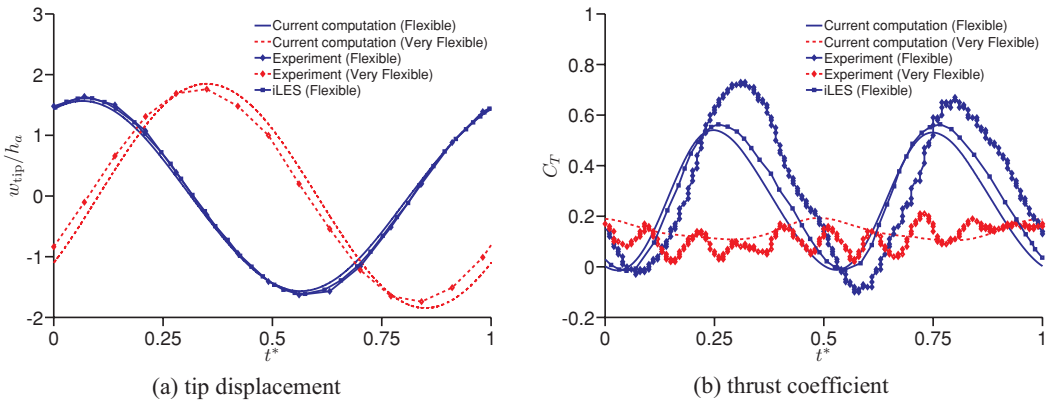 3
2
1
0
-1
-2
w_tip/h_a
0 0.25 0.5 0.75 1
t*
Current computation (Flexible)
Current computation (Very Flexible)
Experiment (Flexible)
Experiment (Very Flexible)
iLES (Flexible)
(a) tip displacement
1
0.8
0.6
0.4
0.2
0
-0.2
C_T
0 0.25 0.5 0.75 1
t*
Current computation (Flexible)
Current computation (Very Flexible)
Experiment (Flexible)
Experiment (Very Flexible)
iLES (Flexible)
(b) thrust coefficient